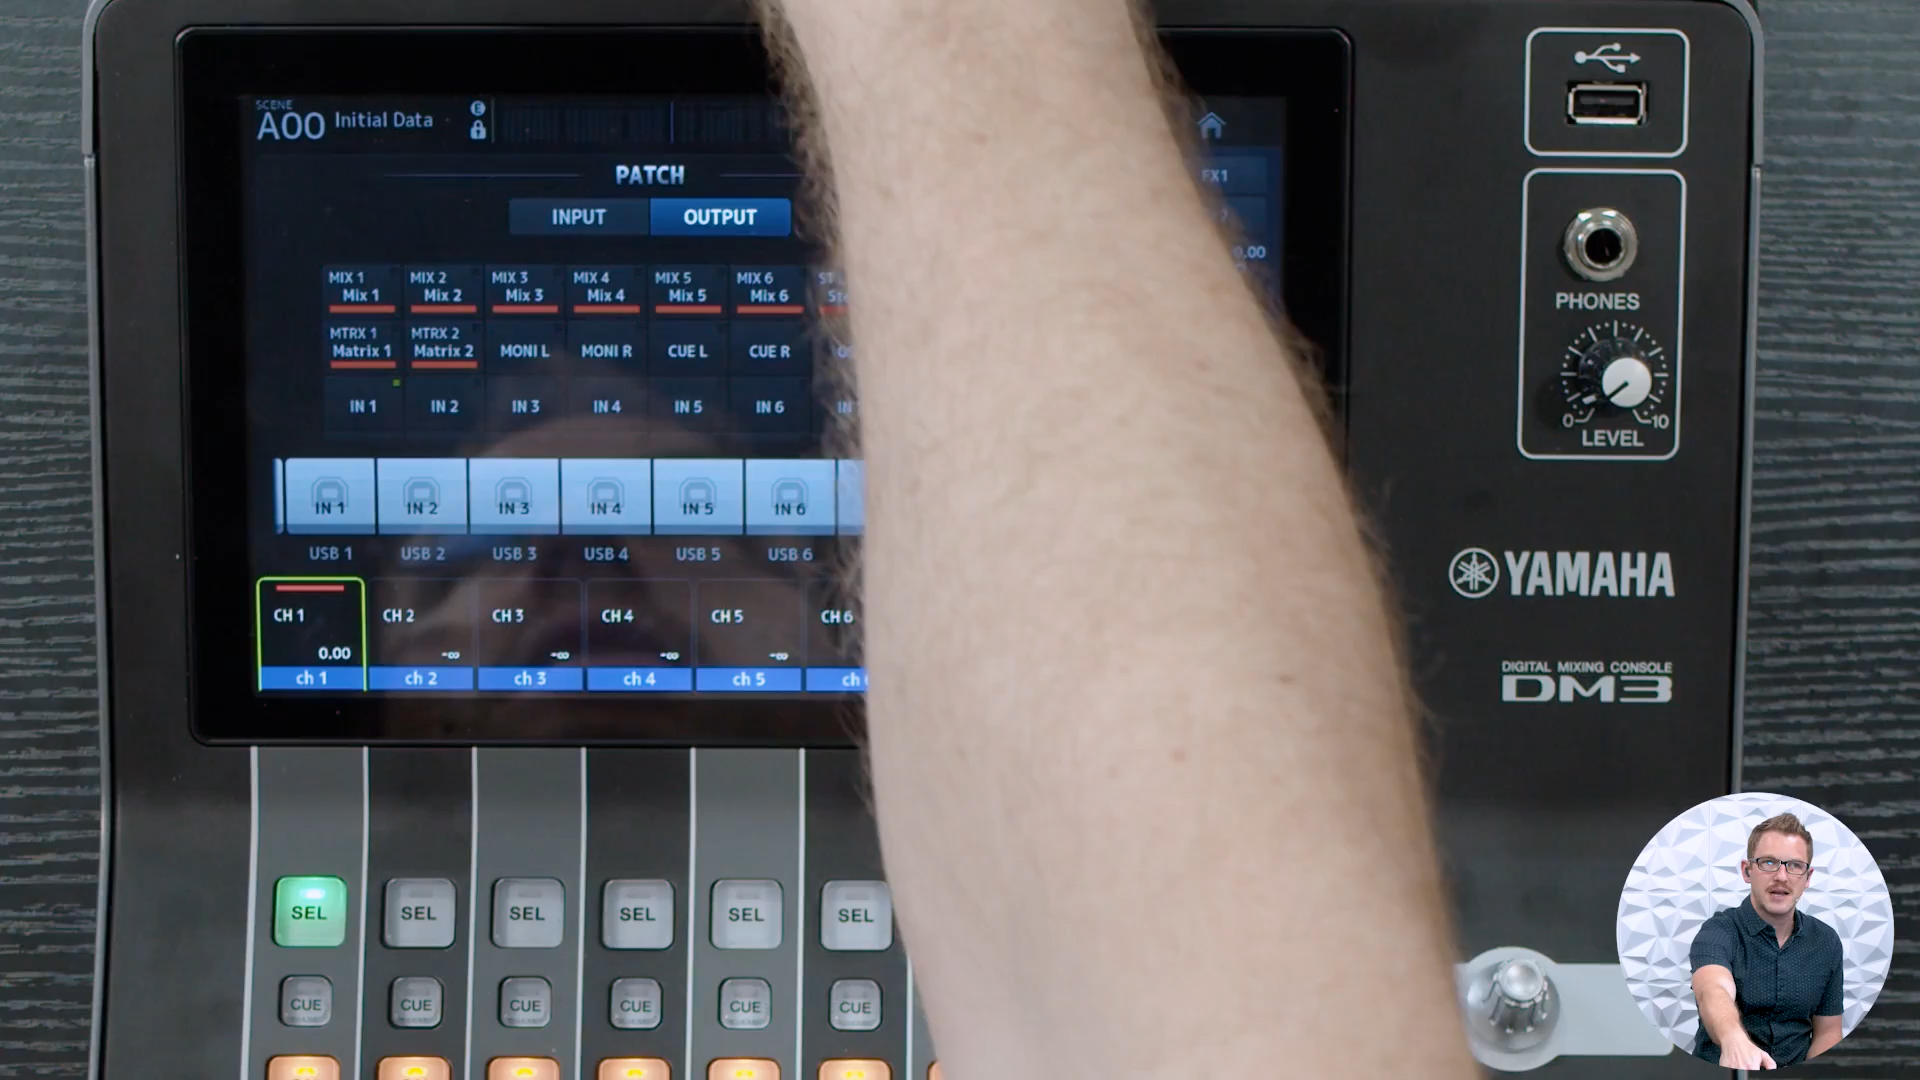 SCENE
A00 Initial Data
E
PATCH
INPUT OUTPUT
MIX 1 MIX 2 MIX 3 MIX 4 MIX 5 MIX 6
Mix 1 Mix 2 Mix 3 Mix 4 Mix 5 Mix 6
MTRX 1 MTRX 2
Matrix 1 Matrix 2 MONI L MONI R CUE L CUE R
IN 1 IN 2 IN 3 IN 4 IN 5 IN 6 IN
IN 1 IN 2 IN 3 IN 4 IN 5 IN 6
USB 1 USB 2 USB 3 USB 4 USB 5 USB 6
CH 1 CH 2 CH 3 CH 4 CH 5 CH 6
0.00 -∞ -∞ -∞ -∞
ch 1 ch 2 ch 3 ch 4 ch 5 ch
FX1
0.00
PHONES
0 10
LEVEL
YAMAHA
DIGITAL MIXING CONSOLE
DM3
SEL SEL SEL SEL SEL SEL
CUE CUE CUE CUE CUE CUE